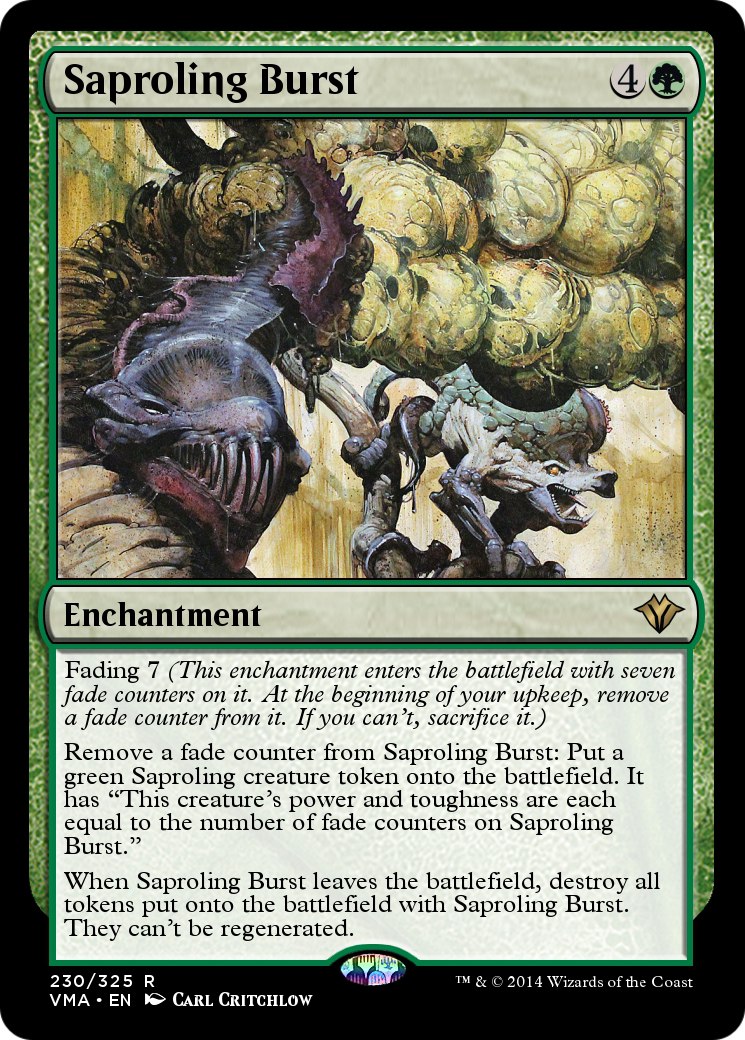 Saproling Burst 4
Enchantment
Fading 7 (This enchantment enters the battlefield with seven
fade counters on it. At the beginning of your upkeep, remove
a fade counter from it. If you can't, sacrifice it.)
Remove a fade counter from Saproling Burst: Put a
green Saproling creature token onto the battlefield. It
has “This creature's power and toughness are each
equal to the number of fade counters on Saproling
Burst.”
When Saproling Burst leaves the battlefield, destroy all
tokens put onto the battlefield with Saproling Burst.
They can't be regenerated.
230/325 R
VMA • EN Carl Critchlow
™ & © 2014 Wizards of the Coast